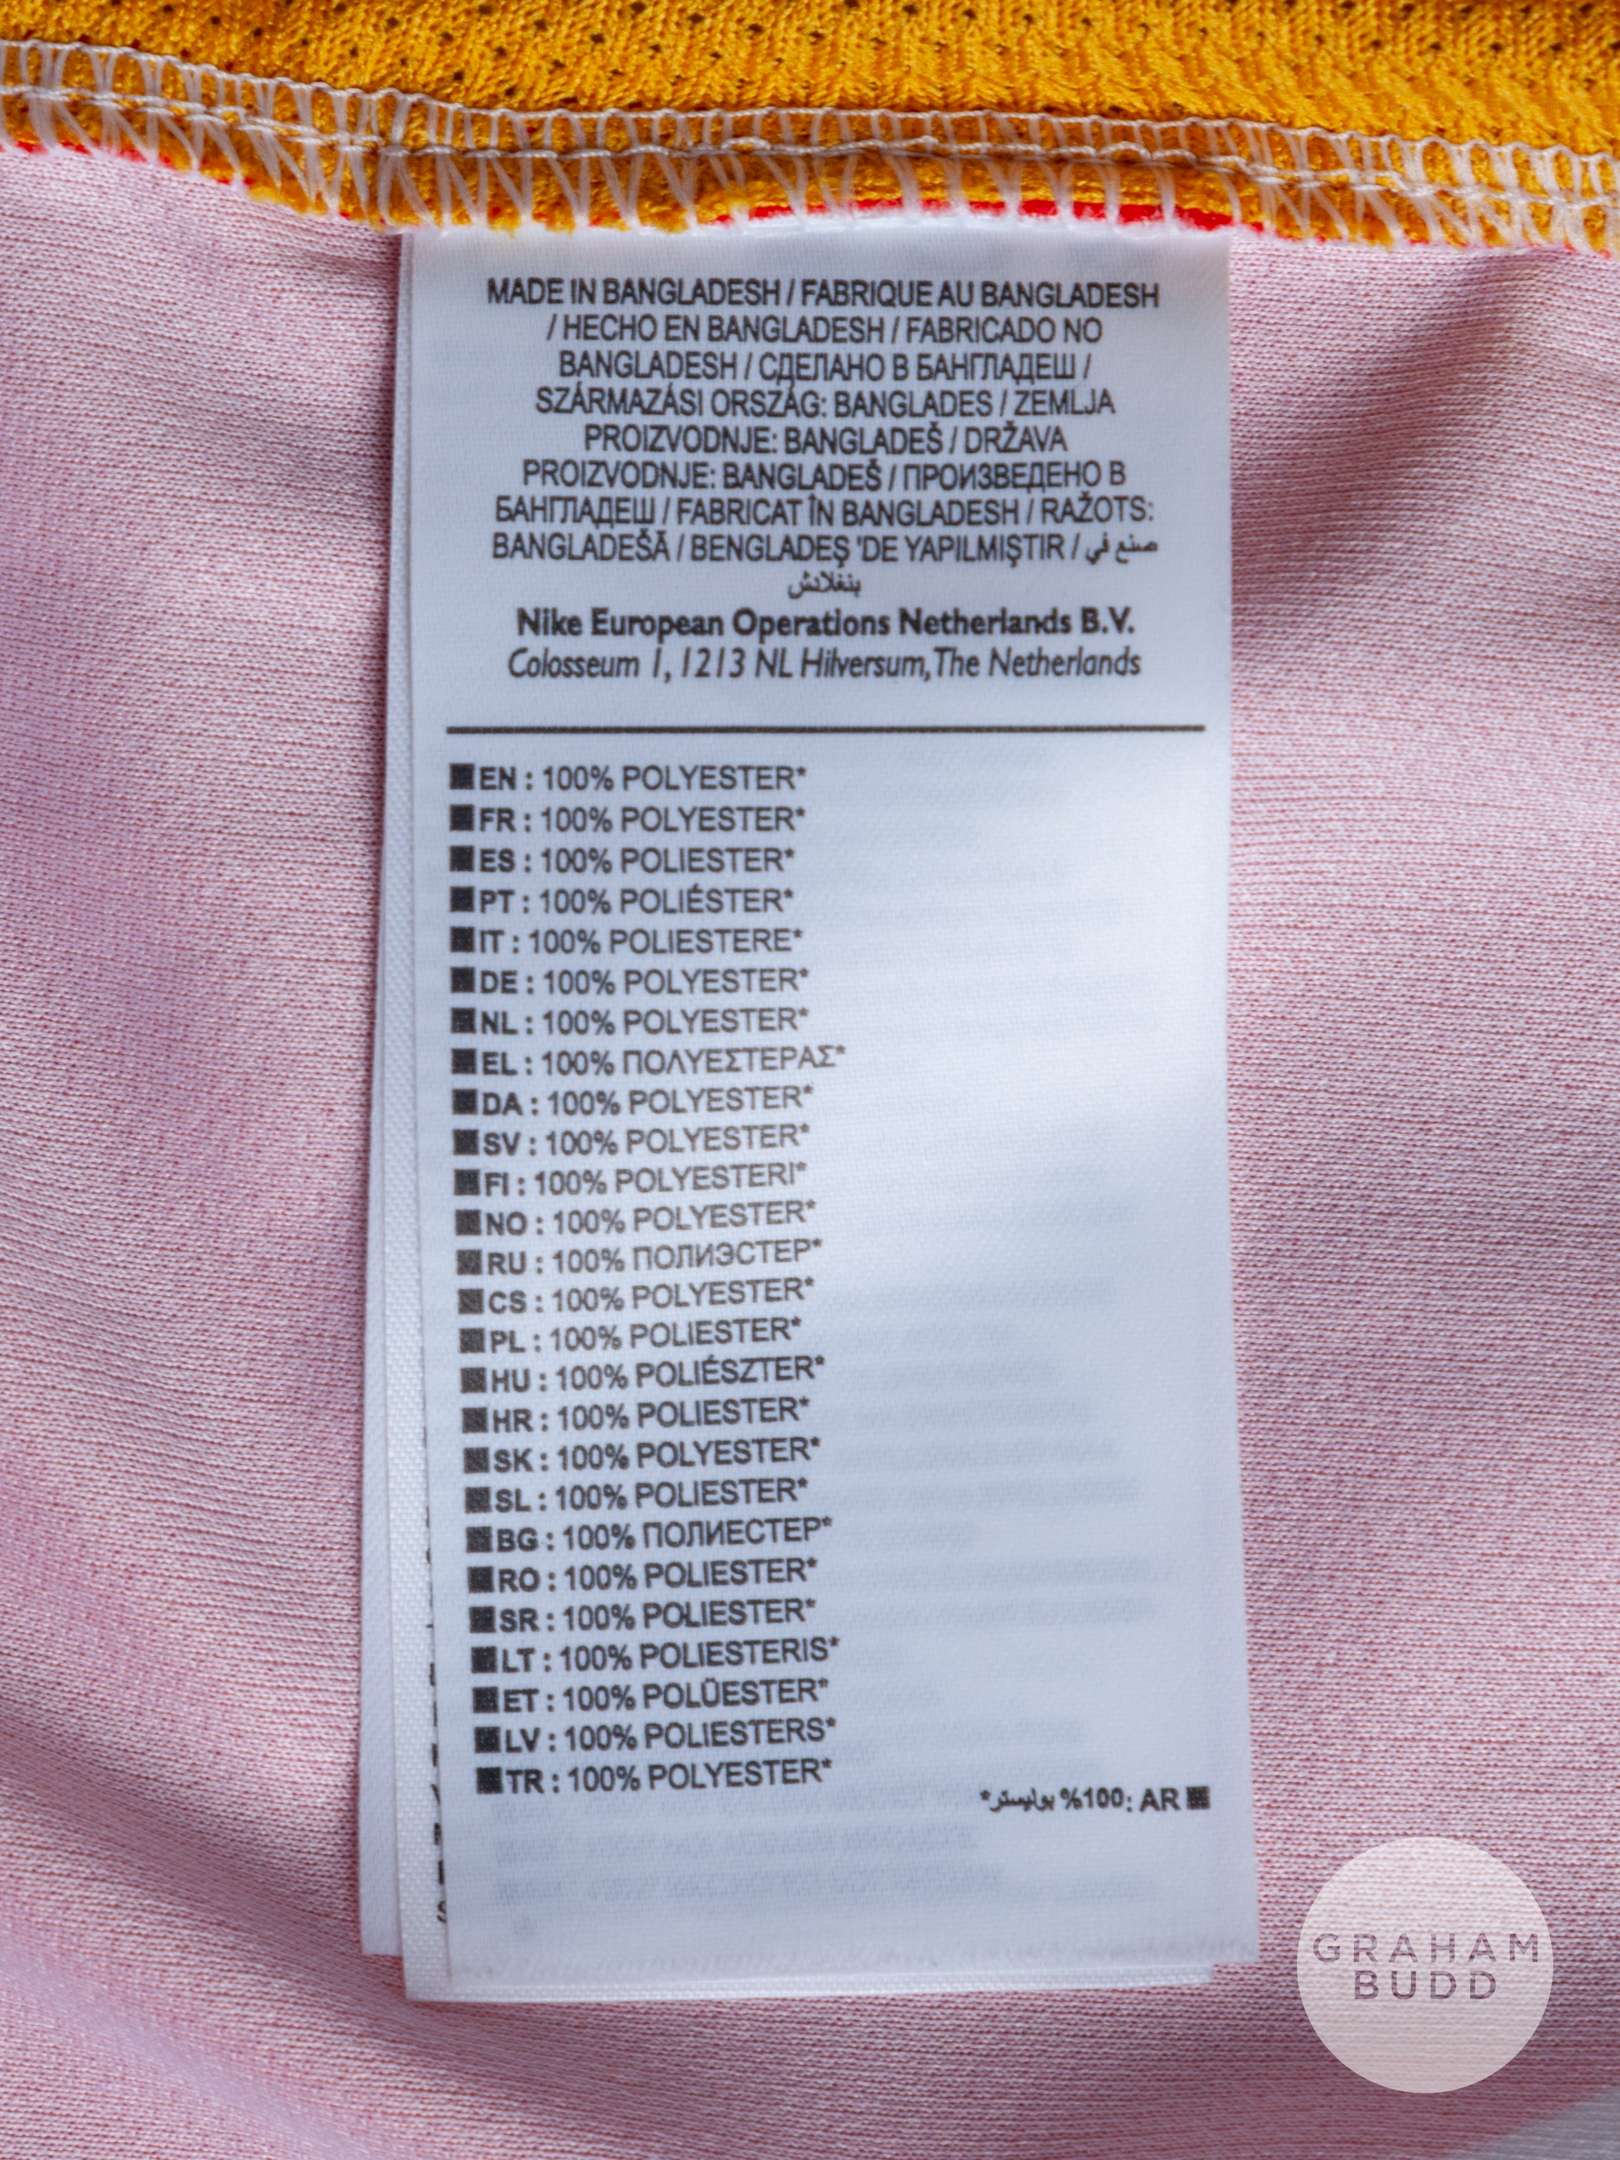 MADE IN BANGLADESH / FABRIQUE AU BANGLADESH
/ HECHO EN BANGLADESH / FABRICADO NO
BANGLADESH / СДЕЛАНО В БАНГЛАДЕШ /
SZÁRMAZÁSI ORSZÁG: BANGLADES / ZEMLJA
PROIZVODNJE: BANGLADEŠ / DRŽAVA
PROIZVODNJE: BANGLADEŠ / ПРОИЗВЕДЕНО В
БАНГЛАДЕШ / FABRICAT ÎN BANGLADESH / RAŽOTS:
BANGLADEŠĀ / BENGLADEŞ 'DE YAPILMIŞTIR / صنع في
بنغلادش
Nike European Operations Netherlands B.V.
Colosseum 1, 1213 NL Hilversum, The Netherlands
EN : 100% POLYESTER*
FR : 100% POLYESTER*
ES : 100% POLIESTER*
PT : 100% POLIÉSTER*
IT : 100% POLIESTERE*
DE : 100% POLYESTER*
NL : 100% POLYESTER*
EL : 100% ΠΟΛΥΕΣΤΕΡΑΣ*
DA : 100% POLYESTER*
SV : 100% POLYESTER*
FI : 100% POLYESTERI*
NO : 100% POLYESTER*
RU : 100% ПОЛИЭСТЕР*
CS : 100% POLYESTER*
PL : 100% POLIESTER*
HU : 100% POLIÉSZTER*
HR : 100% POLIESTER*
SK : 100% POLYESTER*
SL : 100% POLIESTER*
BG : 100% ПОЛИЕСТЕР*
RO : 100% POLIESTER*
SR : 100% POLIESTER*
LT : 100% POLIESTERIS*
ET : 100% POLÜESTER*
LV : 100% POLIESTERS*
TR : 100% POLYESTER*
AR :100% بوليستر*
GRAHAM
BUDD